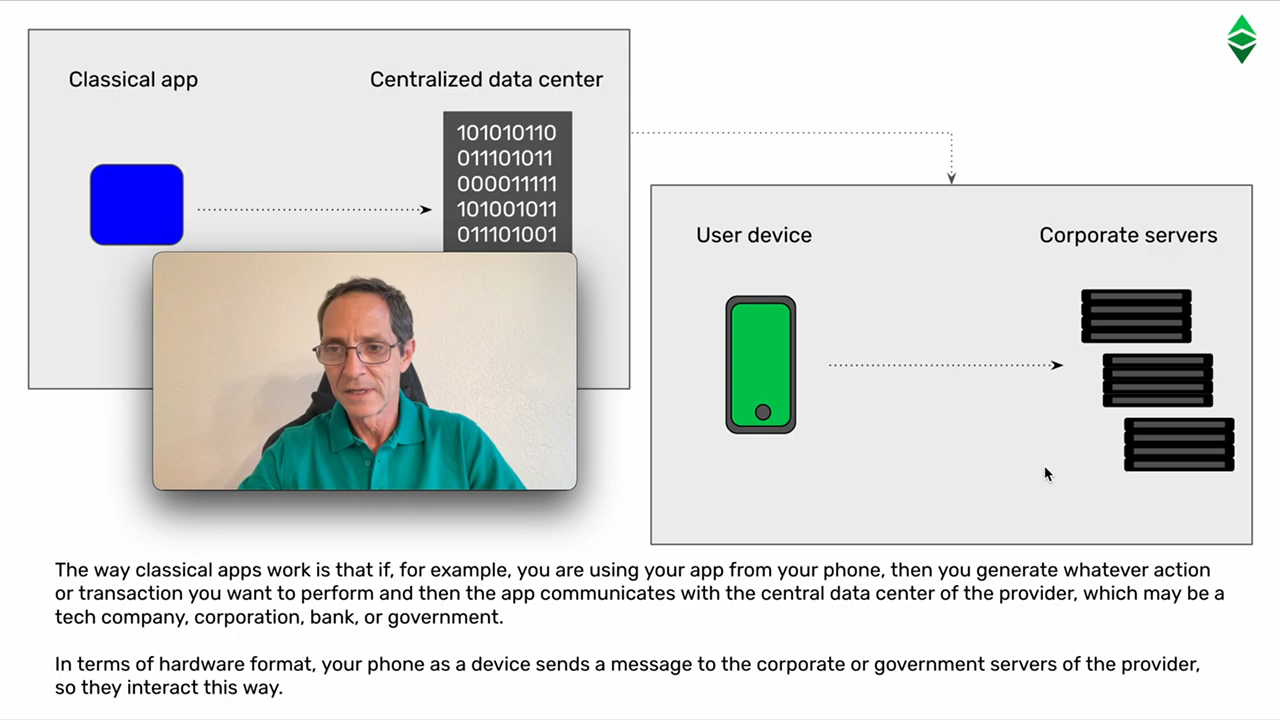 Classical app
Centralized data center
101010110
011101011
000011111
101001011
011101001
User device
Corporate servers
The way classical apps work is that if, for example, you are using your app from your phone, then you generate whatever action
or transaction you want to perform and then the app communicates with the central data center of the provider, which may be a
tech company, corporation, bank, or government.
In terms of hardware format, your phone as a device sends a message to the corporate or government servers of the provider,
so they interact this way.